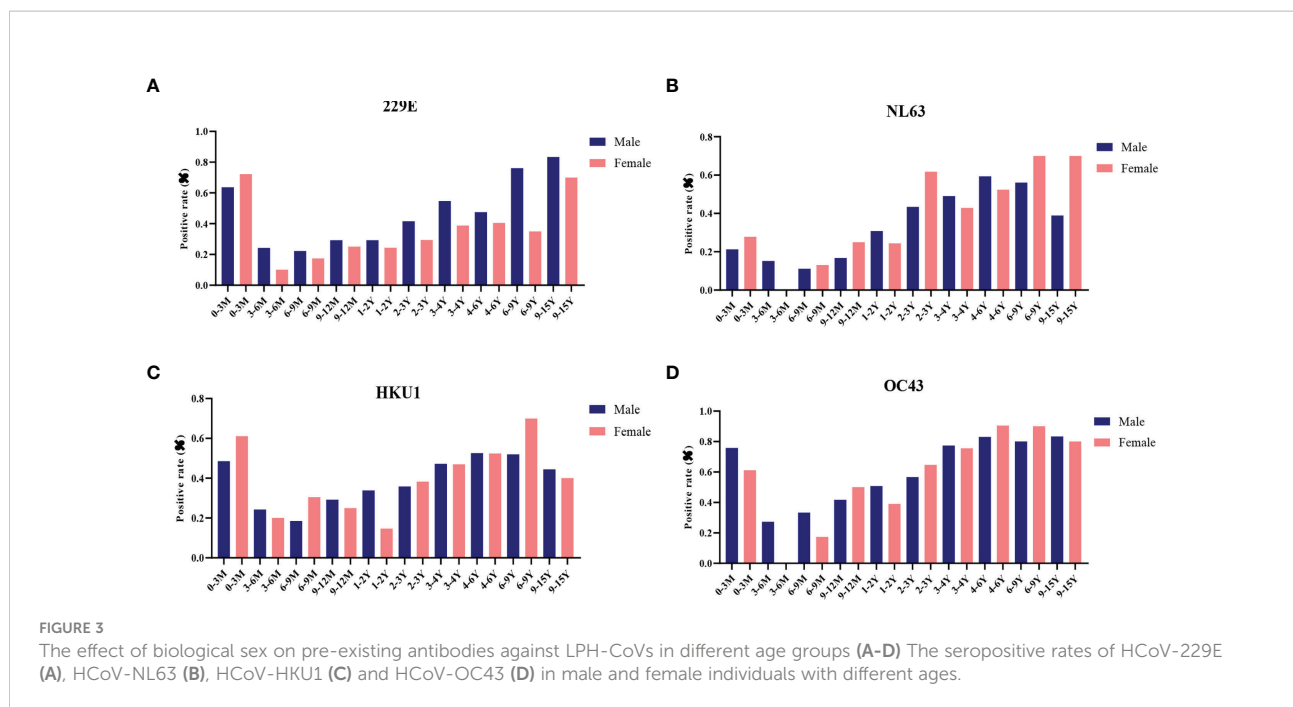 A
229E
Positive rate (%)
1.0
0.8
0.6
0.4
0.2
0.0
0-3M 0-3M 3-6M 3-6M 6-9M 6-9M 9-12M 9-12M 1-2Y 1-2Y 2-3Y 2-3Y 3-4Y 3-4Y 4-6Y 4-6Y 6-9Y 6-9Y 9-15Y 9-15Y
Male
Female
B
NL63
Positive rate (%)
0.8
0.6
0.4
0.2
0.0
0-3M 0-3M 3-6M 3-6M 6-9M 6-9M 9-12M 9-12M 1-2Y 1-2Y 2-3Y 2-3Y 3-4Y 3-4Y 4-6Y 4-6Y 6-9Y 6-9Y 9-15Y 9-15Y
Male
Female
C
HKU1
Positive rate (%)
0.8
0.6
0.4
0.2
0.0
0-3M 0-3M 3-6M 3-6M 6-9M 6-9M 9-12M 9-12M 1-2Y 1-2Y 2-3Y 2-3Y 3-4Y 3-4Y 4-6Y 4-6Y 6-9Y 6-9Y 9-15Y 9-15Y
Male
Female
D
OC43
Positive rate (%)
1.0
0.8
0.6
0.4
0.2
0.0
0-3M 0-3M 3-6M 3-6M 6-9M 6-9M 9-12M 9-12M 1-2Y 1-2Y 2-3Y 2-3Y 3-4Y 3-4Y 4-6Y 4-6Y 6-9Y 6-9Y 9-15Y 9-15Y
Male
Female
FIGURE 3
The effect of biological sex on pre-existing antibodies against LPH-CoVs in different age groups (A-D) The seropositive rates of HCoV-229E
(A), HCoV-NL63 (B), HCoV-HKU1 (C) and HCoV-OC43 (D) in male and female individuals with different ages.